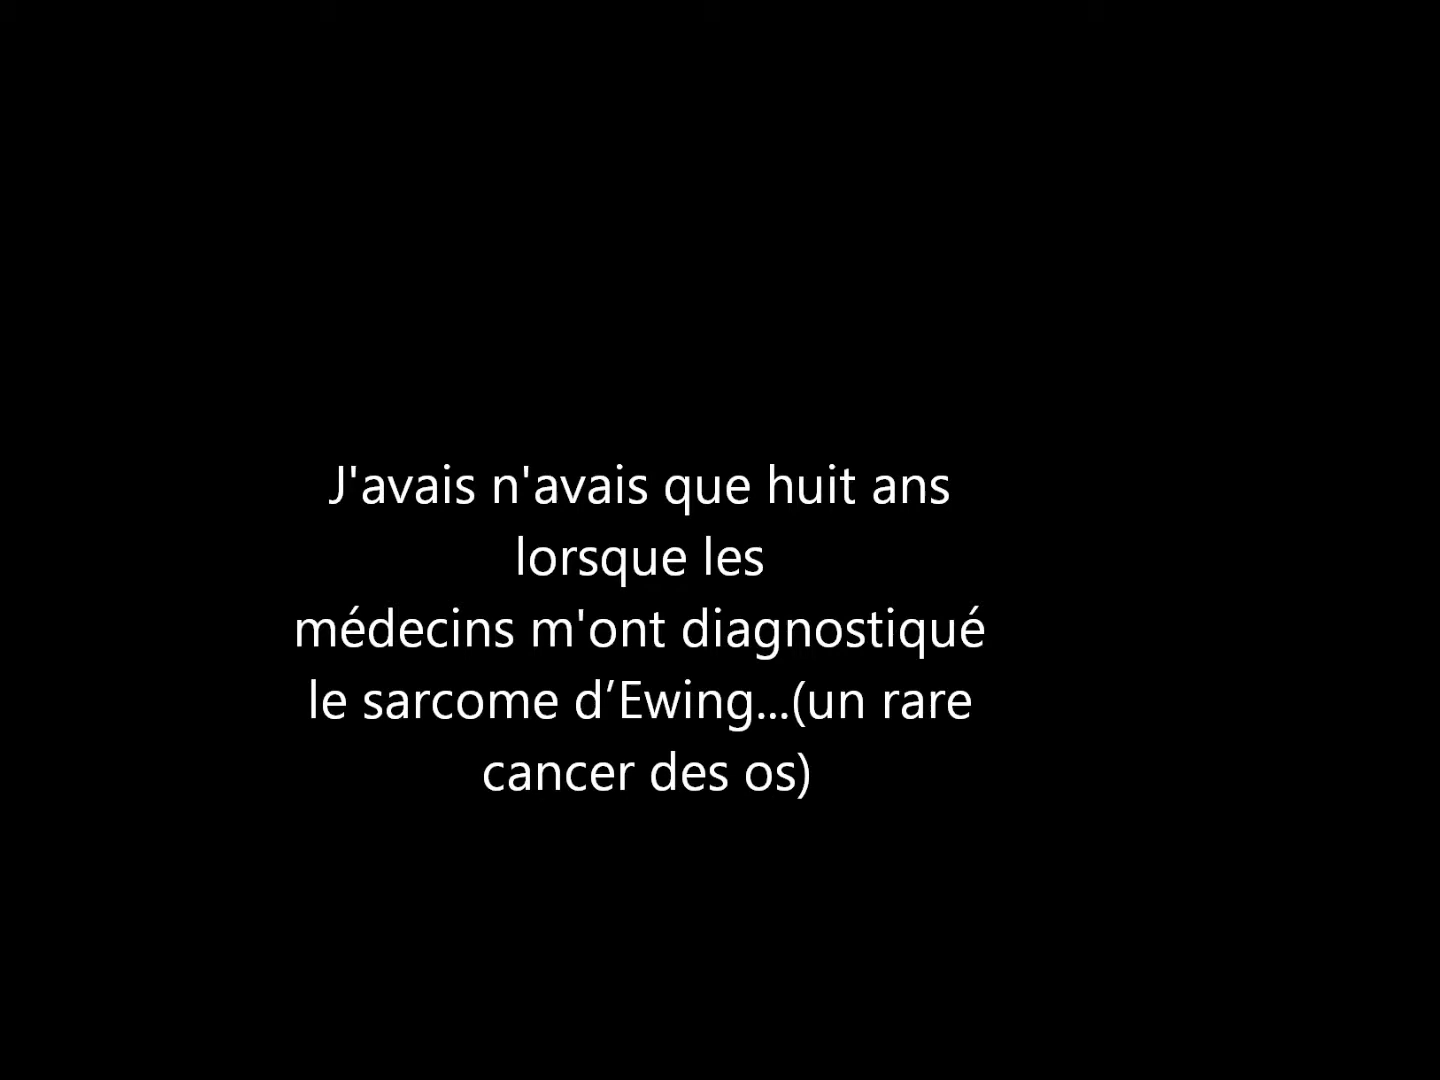 J'avais n'avais que huit ans
lorsque les
médecins m'ont diagnostiqué
le sarcome d’Ewing...(un rare
cancer des os)